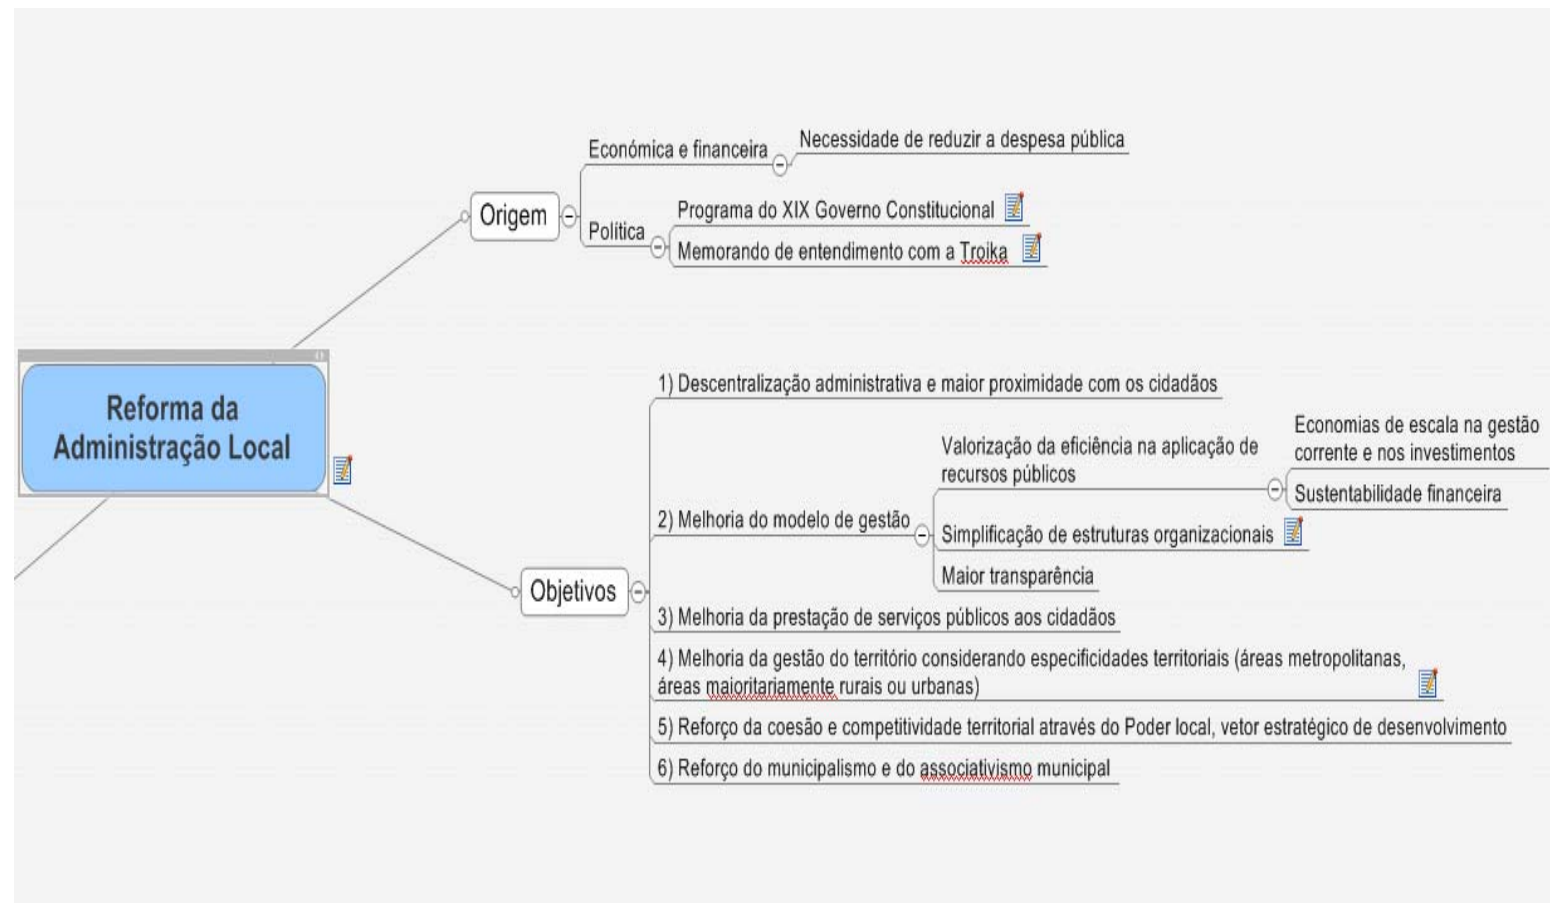 Necessidade de reduzir a despesa pública
Económica e financeira
Origem
Programa do XIX Governo Constitucional
Política
Memorando de entendimento com a Troika
Reforma da
Administração Local
1) Descentralização administrativa e maior proximidade com os cidadãos
Valorização da eficiência na aplicação de
recursos públicos
Economias de escala na gestão
corrente e nos investimentos
Sustentabilidade financeira
2) Melhoria do modelo de gestão
Simplificação de estruturas organizacionais
Maior transparência
Objetivos
3) Melhoria da prestação de serviços públicos aos cidadãos
4) Melhoria da gestão do território considerando especificidades territoriais (áreas metropolitanas,
áreas maioritariamente rurais ou urbanas)
5) Reforço da coesão e competitividade territorial através do Poder local, vetor estratégico de desenvolvimento
6) Reforço do municipalismo e do associativismo municipal